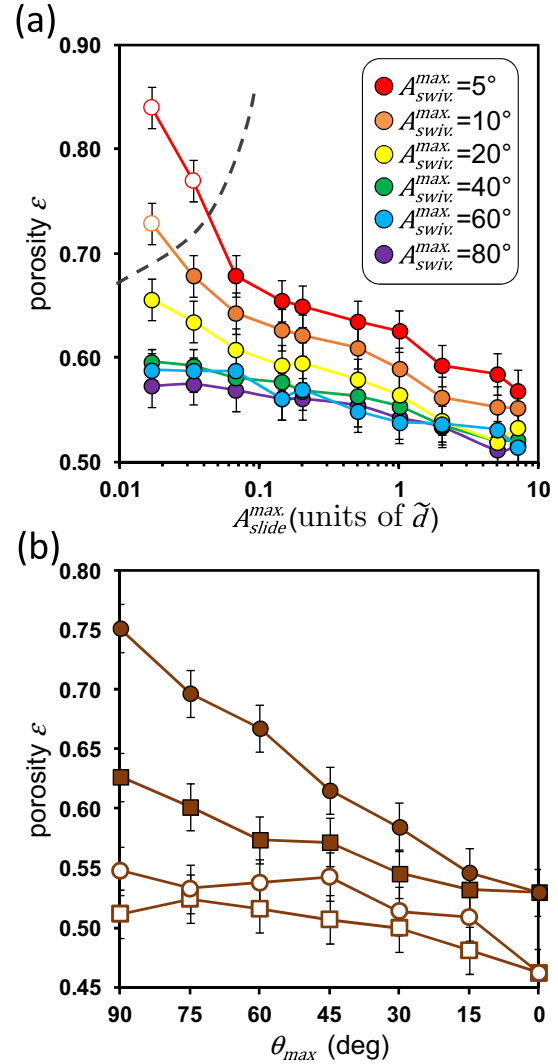 (a)
0.90
0.80
0.70
0.60
0.50
porosity ε
A^{max.}_{swiv.}=5°
A^{max.}_{swiv.}=10°
A^{max.}_{swiv.}=20°
A^{max.}_{swiv.}=40°
A^{max.}_{swiv.}=60°
A^{max.}_{swiv.}=80°
0.01 0.1 1 10
A^{max.}_{slide} (units of d̃)
(b)
0.80
0.75
0.70
0.65
0.60
0.55
0.50
0.45
porosity ε
90 75 60 45 30 15 0
θ_{max} (deg)